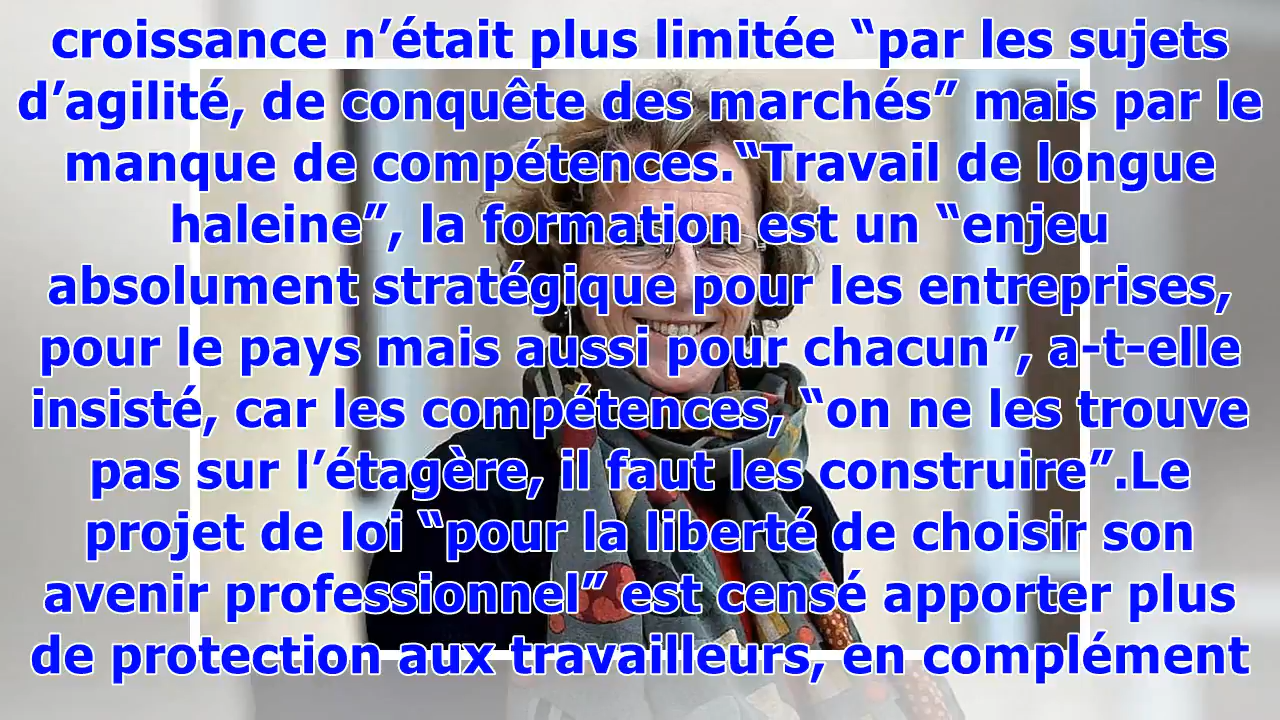 croissance n’était plus limitée “par les sujets
d’agilité, de conquête des marchés” mais par le
manque de compétences.“Travail de longue
haleine”, la formation est un “enjeu
absolument stratégique pour les entreprises,
pour le pays mais aussi pour chacun”, a-t-elle
insisté, car les compétences, “on ne les trouve
pas sur l’étagère, il faut les construire”.Le
projet de loi “pour la liberté de choisir son
avenir professionnel” est censé apporter plus
de protection aux travailleurs, en complément